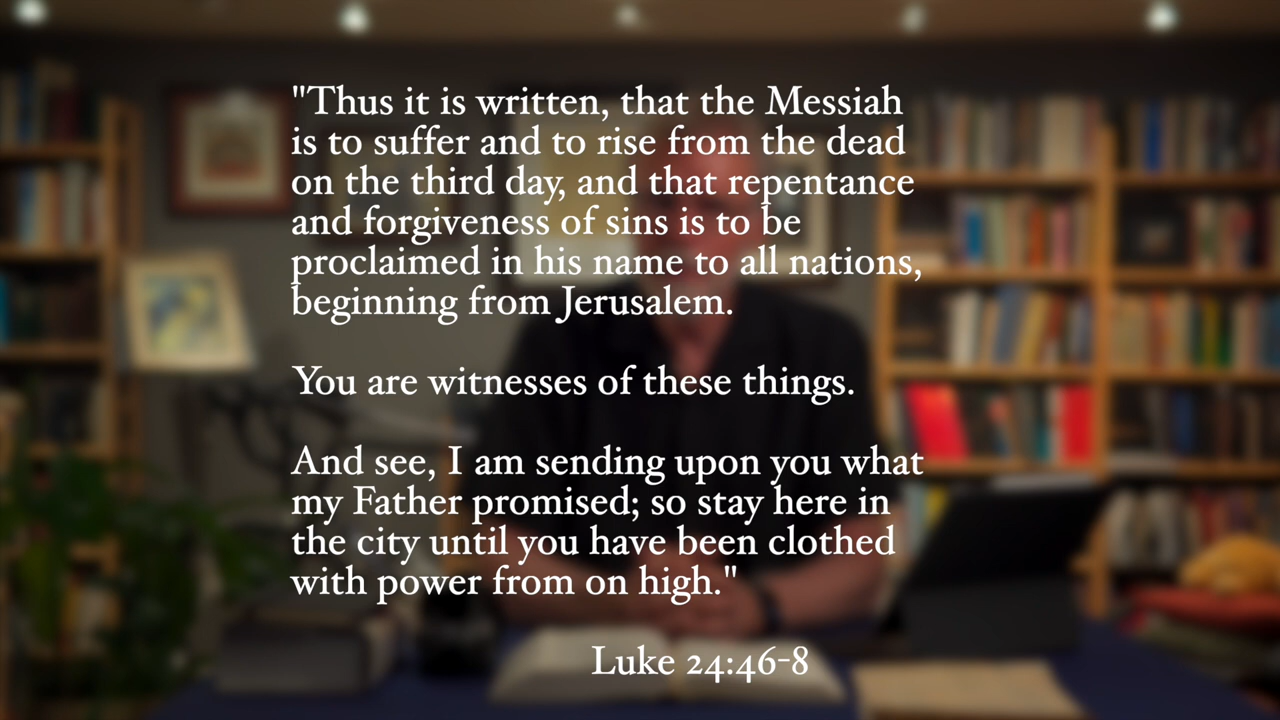 "Thus it is written, that the Messiah
is to suffer and to rise from the dead
on the third day, and that repentance
and forgiveness of sins is to be
proclaimed in his name to all nations,
beginning from Jerusalem.
You are witnesses of these things.
And see, I am sending upon you what
my Father promised; so stay here in
the city until you have been clothed
with power from on high."
Luke 24:46-8